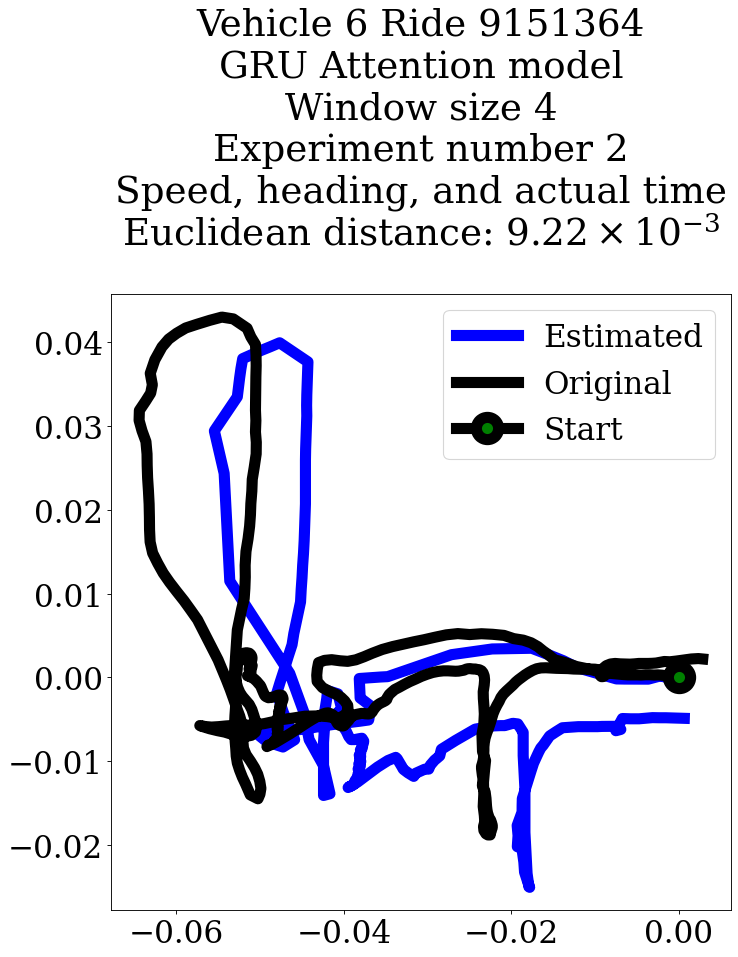 Vehicle 6 Ride 9151364
GRU Attention model
Window size 4
Experiment number 2
Speed, heading, and actual time
Euclidean distance: 9.22 × 10⁻³
Estimated
Original
Start
0.04
0.03
0.02
0.01
0.00
−0.01
−0.02
−0.06
−0.04
−0.02
0.00